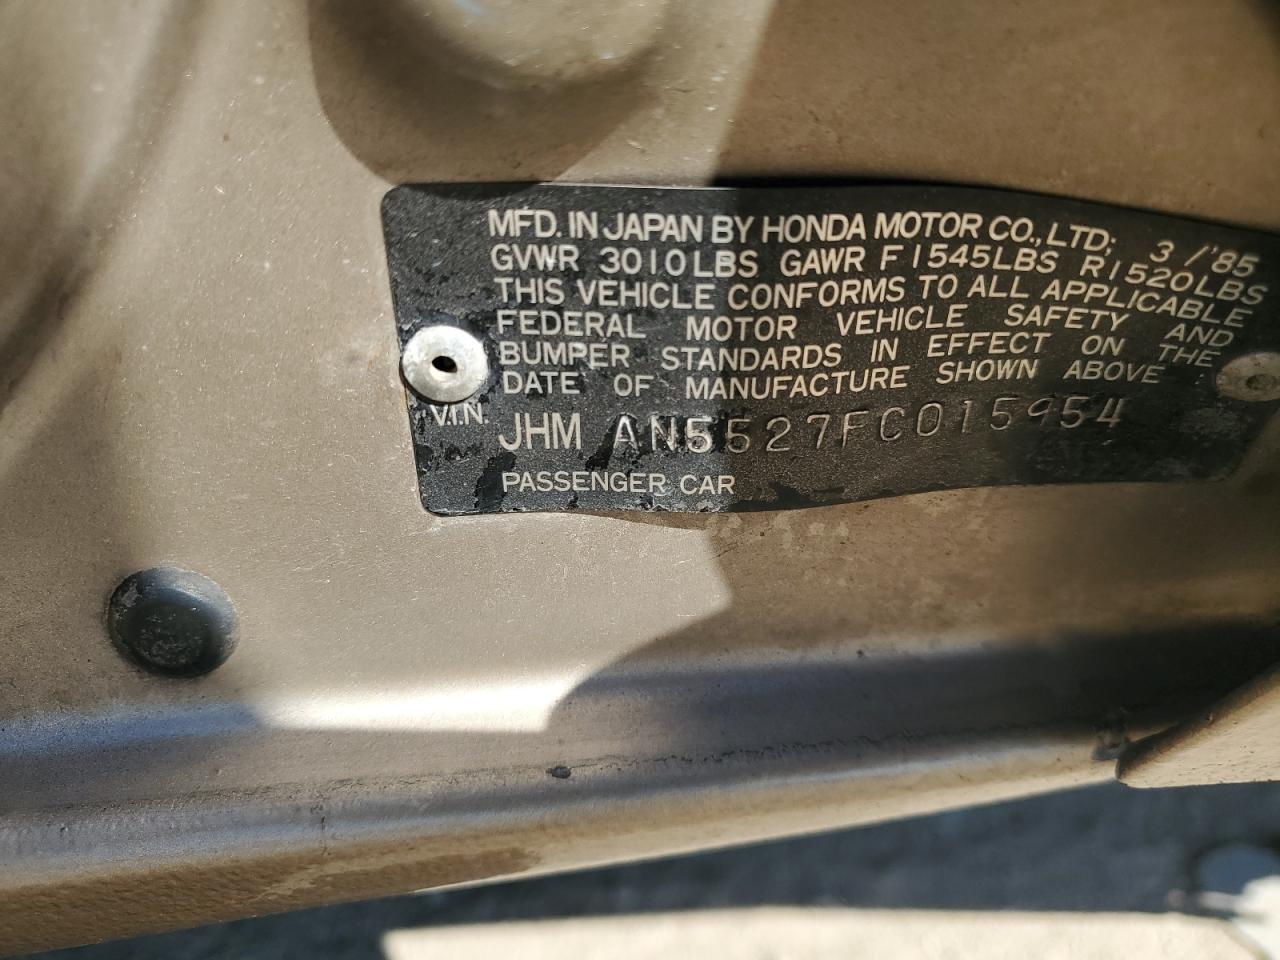 MFD. IN JAPAN BY HONDA MOTOR CO., LTD; 3 /'85
GVWR 3010LBS GAWR F1545LBS R1520LBS
THIS VEHICLE CONFORMS TO ALL APPLICABLE
FEDERAL MOTOR VEHICLE SAFETY AND
BUMPER STANDARDS IN EFFECT ON THE
DATE OF MANUFACTURE SHOWN ABOVE
V.I.N. JHM AN5527FC015954
PASSENGER CAR